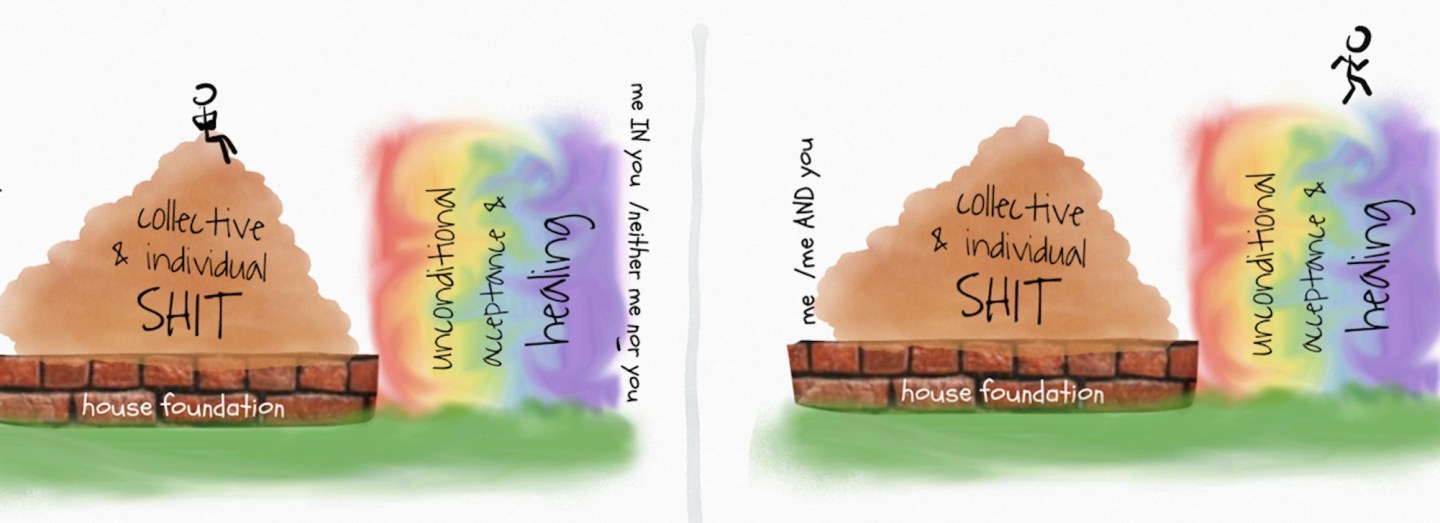 collective
& individual
SHIT
house foundation
unconditional
acceptance &
healing
me IN you /neither me nor you
me /me AND you
collective
& individual
SHIT
house foundation
unconditional
acceptance &
healing